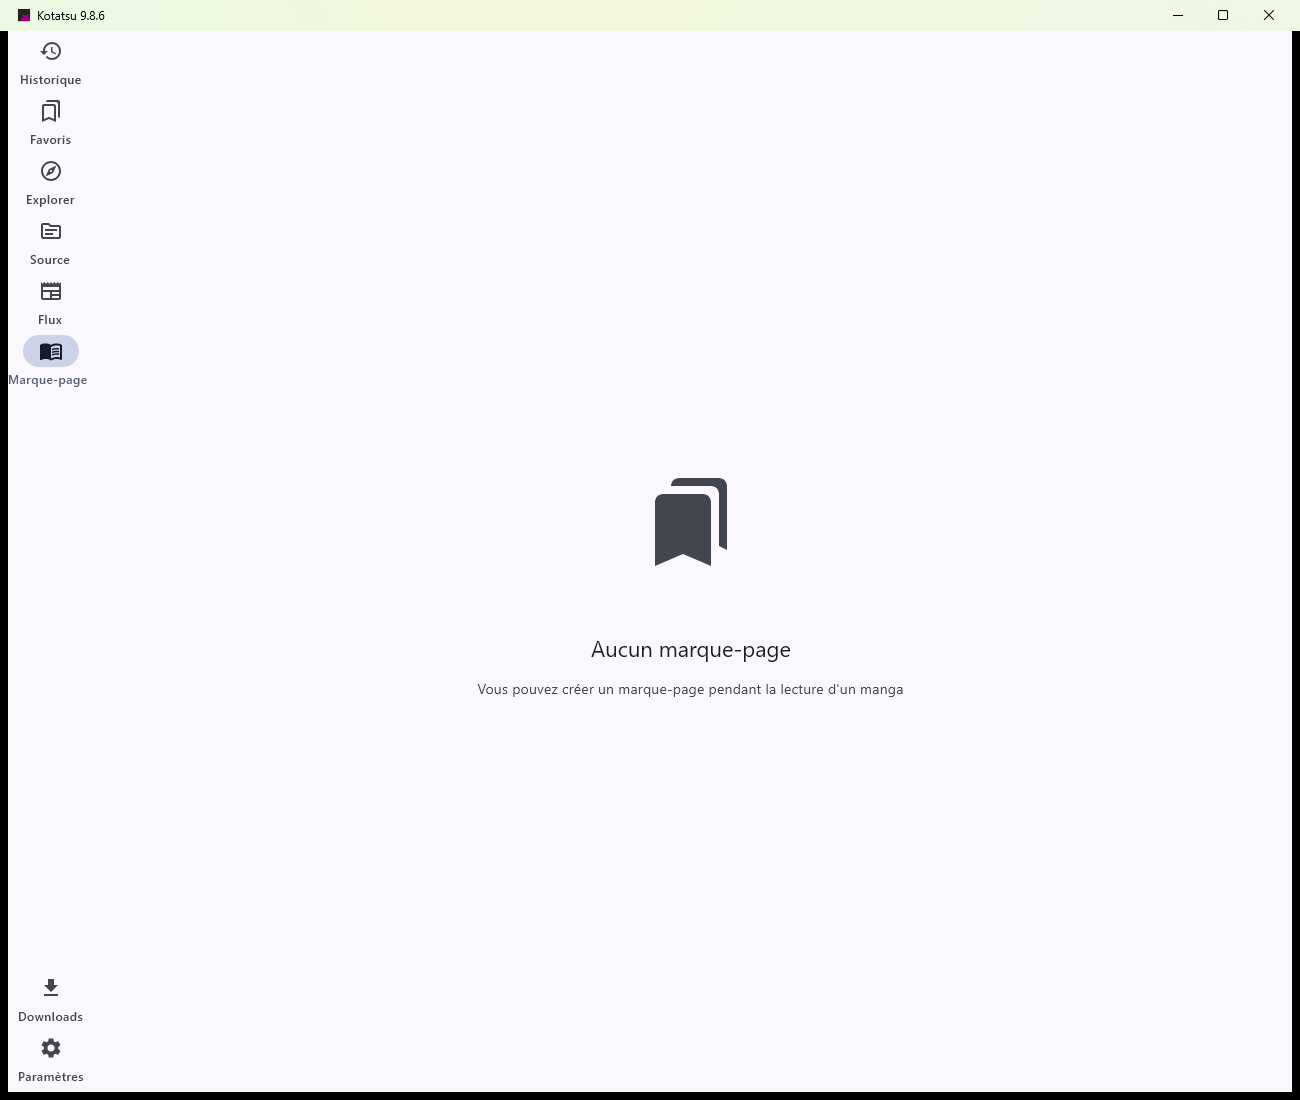 Kotatsu 9.8.6
Historique
Favoris
Explorer
Source
Flux
Marque-page
Aucun marque-page
Vous pouvez créer un marque-page pendant la lecture d'un manga
Downloads
Paramètres